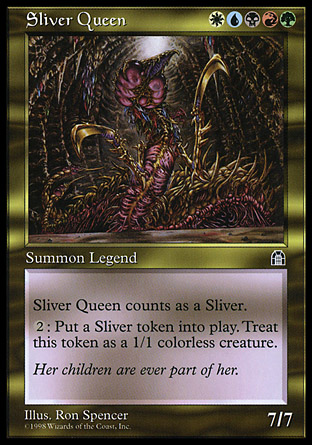 Sliver Queen
Summon Legend
Sliver Queen counts as a Sliver.
2: Put a Sliver token into play. Treat
this token as a 1/1 colorless creature.
Her children are ever part of her.
Illus. Ron Spencer
©1998 Wizards of the Coast, Inc.
7/7